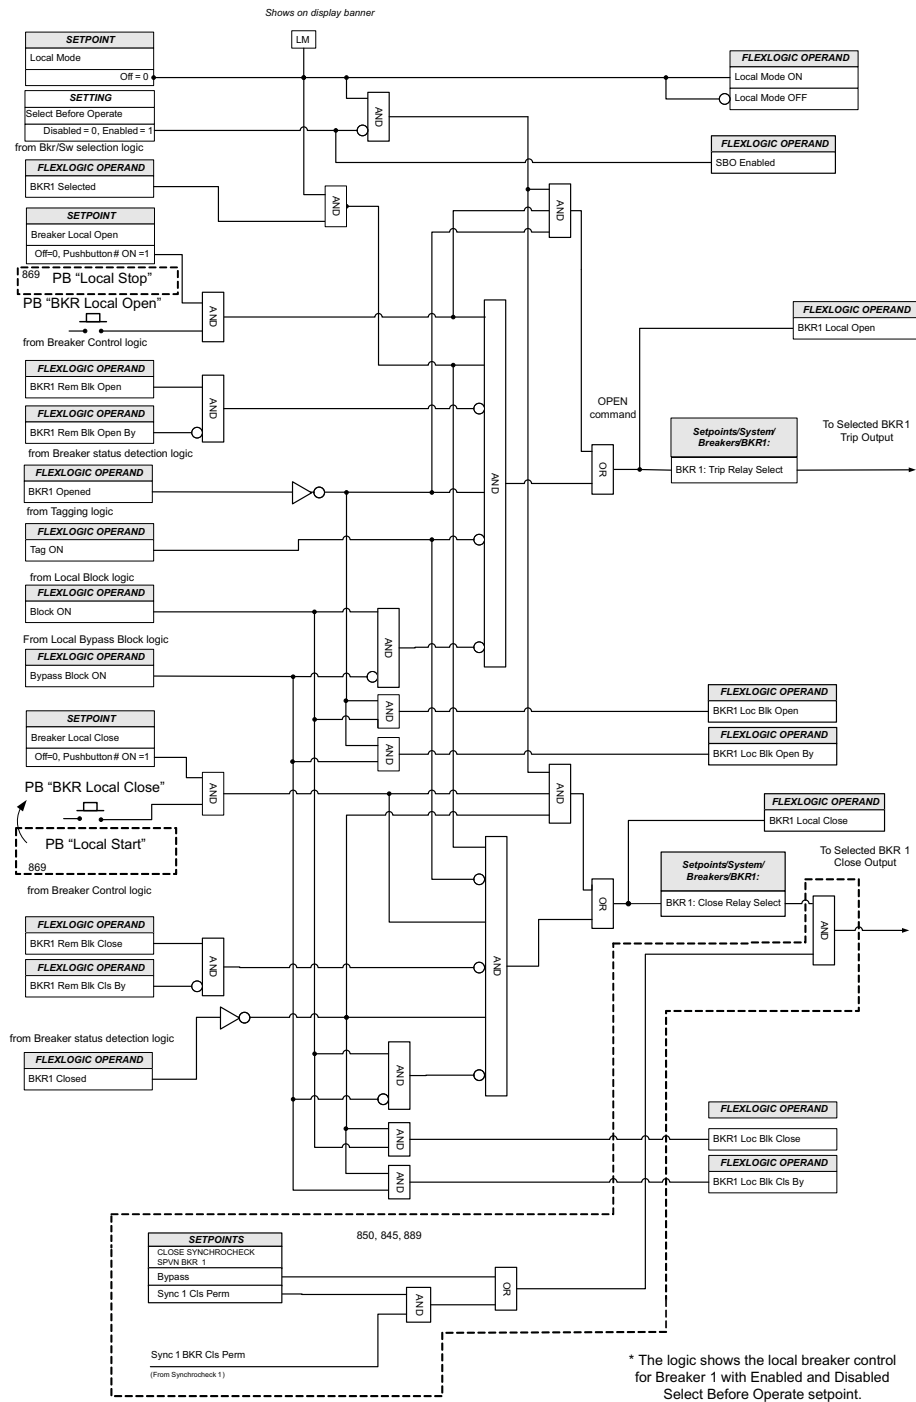 Shows on display banner
LM
SETPOINT
Local Mode
Off = 0
FLEXLOGIC OPERAND
Local Mode ON
Local Mode OFF
SETTING
Select Before Operate
Disabled = 0, Enabled = 1
AND
from Bkr/Sw selection logic
FLEXLOGIC OPERAND
SBO Enabled
FLEXLOGIC OPERAND
BKR1 Selected
AND
AND
SETPOINT
Breaker Local Open
Off=0, Pushbutton# ON =1
869 PB “Local Stop”
PB “BKR Local Open”
AND
from Breaker Control logic
FLEXLOGIC OPERAND
BKR1 Local Open
FLEXLOGIC OPERAND
BKR1 Rem Blk Open
AND
FLEXLOGIC OPERAND
BKR1 Rem Blk Open By
from Breaker status detection logic
OPEN
command
Setpoints/System/
Breakers/BKR1:
BKR 1: Trip Relay Select
To Selected BKR1
Trip Output
OR
AND
FLEXLOGIC OPERAND
BKR1 Opened
from Tagging logic
FLEXLOGIC OPERAND
Tag ON
from Local Block logic
FLEXLOGIC OPERAND
Block ON
From Local Bypass Block logic
AND
FLEXLOGIC OPERAND
Bypass Block ON
AND
FLEXLOGIC OPERAND
BKR1 Loc Blk Open
AND
FLEXLOGIC OPERAND
BKR1 Loc Blk Open By
SETPOINT
Breaker Local Close
Off=0, Pushbutton# ON =1
PB “BKR Local Close”
AND
AND
FLEXLOGIC OPERAND
BKR1 Local Close
PB “Local Start”
869
from Breaker Control logic
To Selected BKR 1
Close Output
Setpoints/System/
Breakers/BKR1:
BKR 1: Close Relay Select
OR
AND
FLEXLOGIC OPERAND
BKR1 Rem Blk Close
AND
FLEXLOGIC OPERAND
BKR1 Rem Blk Cls By
AND
from Breaker status detection logic
FLEXLOGIC OPERAND
BKR1 Closed
AND
FLEXLOGIC OPERAND
BKR1 Loc Blk Close
AND
FLEXLOGIC OPERAND
BKR1 Loc Blk Cls By
AND
850, 845, 889
SETPOINTS
CLOSE SYNCHROCHECK
SPVN BKR 1
Bypass
Sync 1 Cls Perm
OR
AND
Sync 1 BKR Cls Perm
(From Synchrocheck 1)
* The logic shows the local breaker control
for Breaker 1 with Enabled and Disabled
Select Before Operate setpoint.